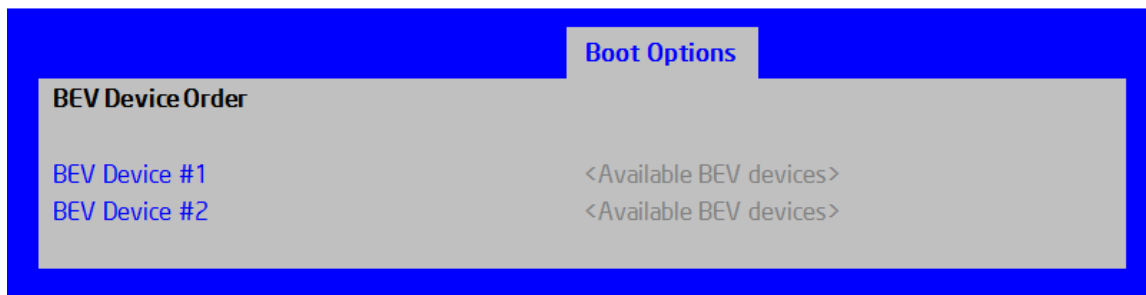 Boot Options
BEV Device Order
BEV Device #1 <Available BEV devices>
BEV Device #2 <Available BEV devices>